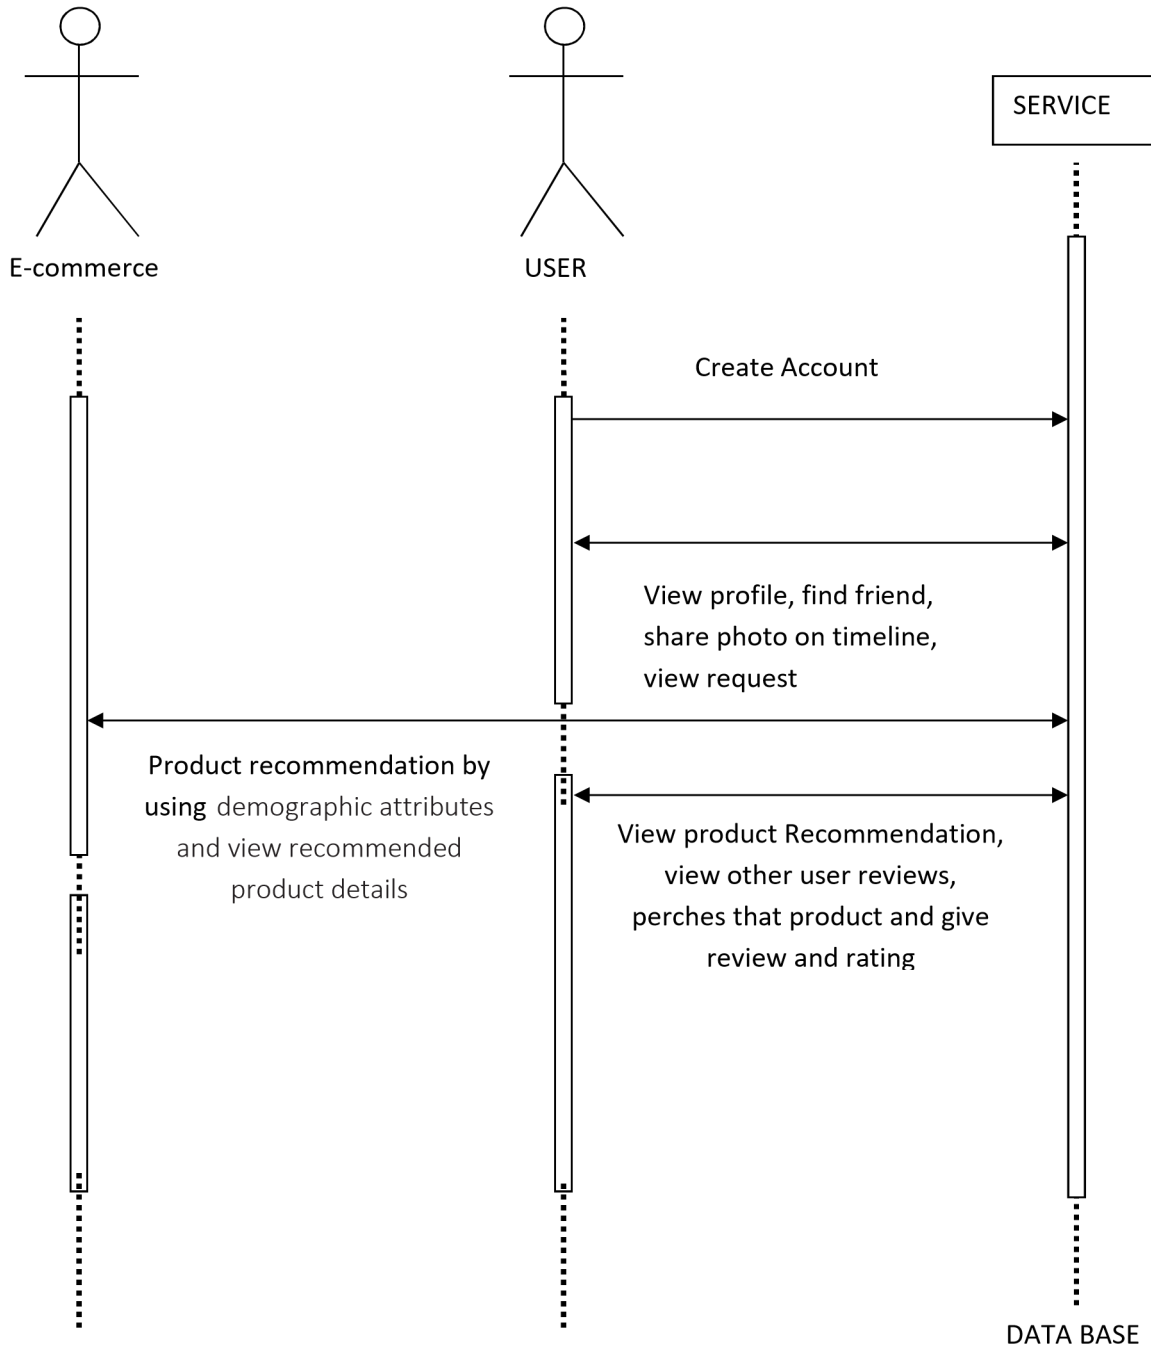 SERVICE
E-commerce
USER
Create Account
View profile, find friend,
share photo on timeline,
view request
Product recommendation by
using demographic attributes
and view recommended
product details
View product Recommendation,
view other user reviews,
perches that product and give
review and rating
DATA BASE